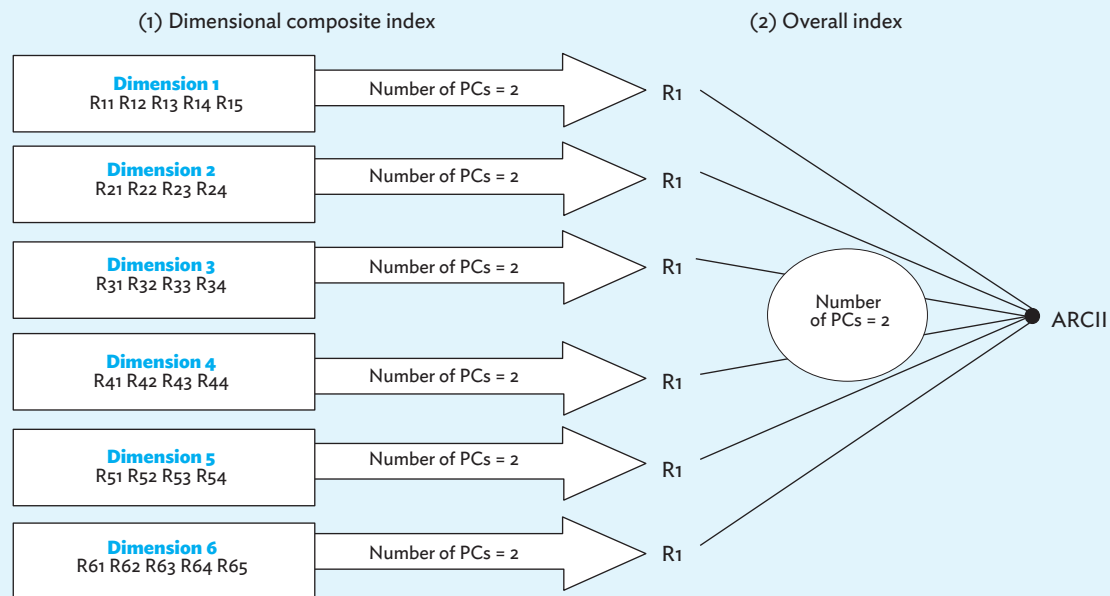 (1) Dimensional composite index
(2) Overall index
Dimension 1
R11 R12 R13 R14 R15
Number of PCs = 2
R1
Dimension 2
R21 R22 R23 R24
Number of PCs = 2
R1
Dimension 3
R31 R32 R33 R34
Number of PCs = 2
R1
Number
of PCs = 2
ARCII
Dimension 4
R41 R42 R43 R44
Number of PCs = 2
R1
Dimension 5
R51 R52 R53 R54
Number of PCs = 2
R1
Dimension 6
R61 R62 R63 R64 R65
Number of PCs = 2
R1